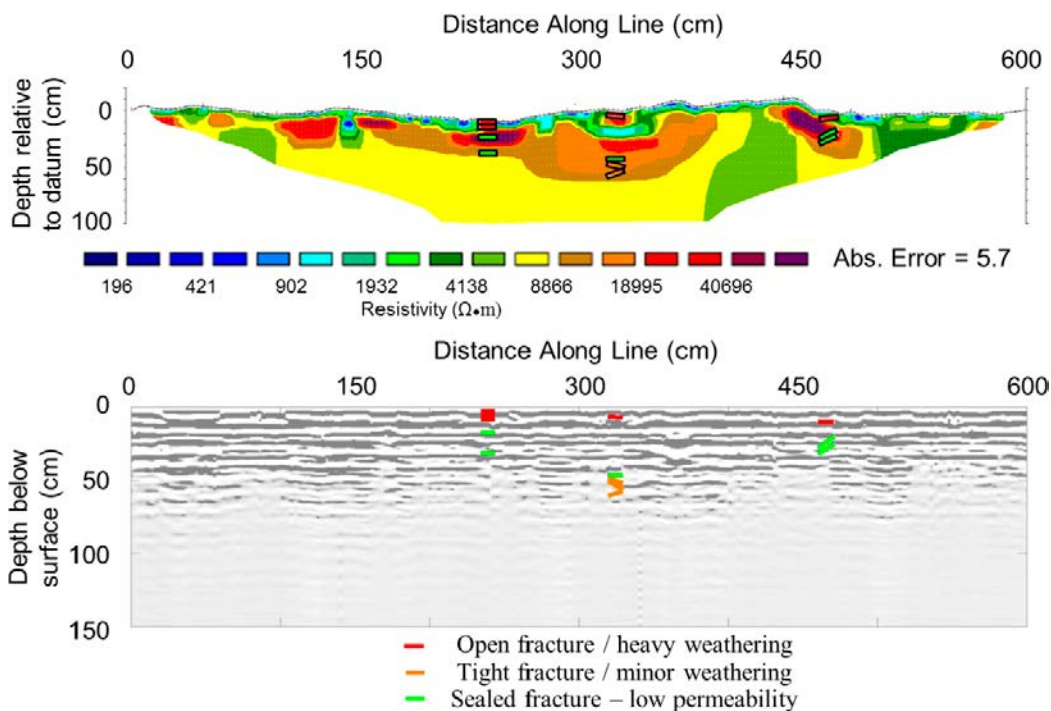 Distance Along Line (cm)
0 150 300 450 600
Depth relative
to datum (cm)
0
50
100
Abs. Error = 5.7
196 421 902 1932 4138 8866 18995 40696
Resistivity (Ω•m)
Distance Along Line (cm)
0 150 300 450 600
Depth below
surface (cm)
0
50
100
150
Open fracture / heavy weathering
Tight fracture / minor weathering
Sealed fracture – low permeability